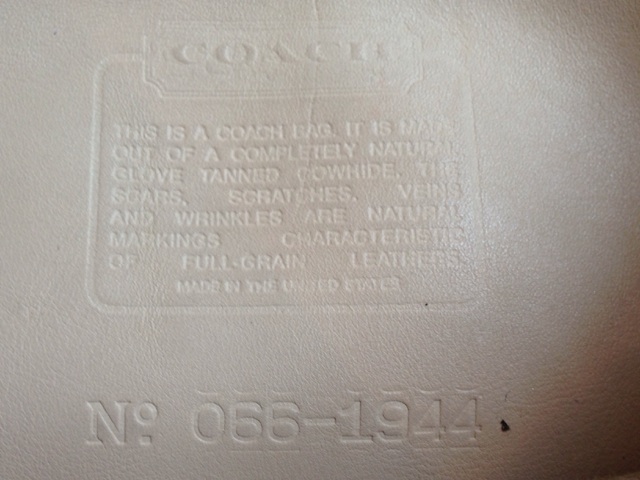 COACH
THIS IS A COACH BAG. IT IS MADE
OUT OF A COMPLETELY NATURAL
GLOVE TANNED COWHIDE. THE
SCARS, SCRATCHES, VEINS
AND WRINKLES ARE NATURAL
MARKINGS CHARACTERISTIC
OF FULL-GRAIN LEATHERS.
MADE IN THE UNITED STATES
Nº 066-1944